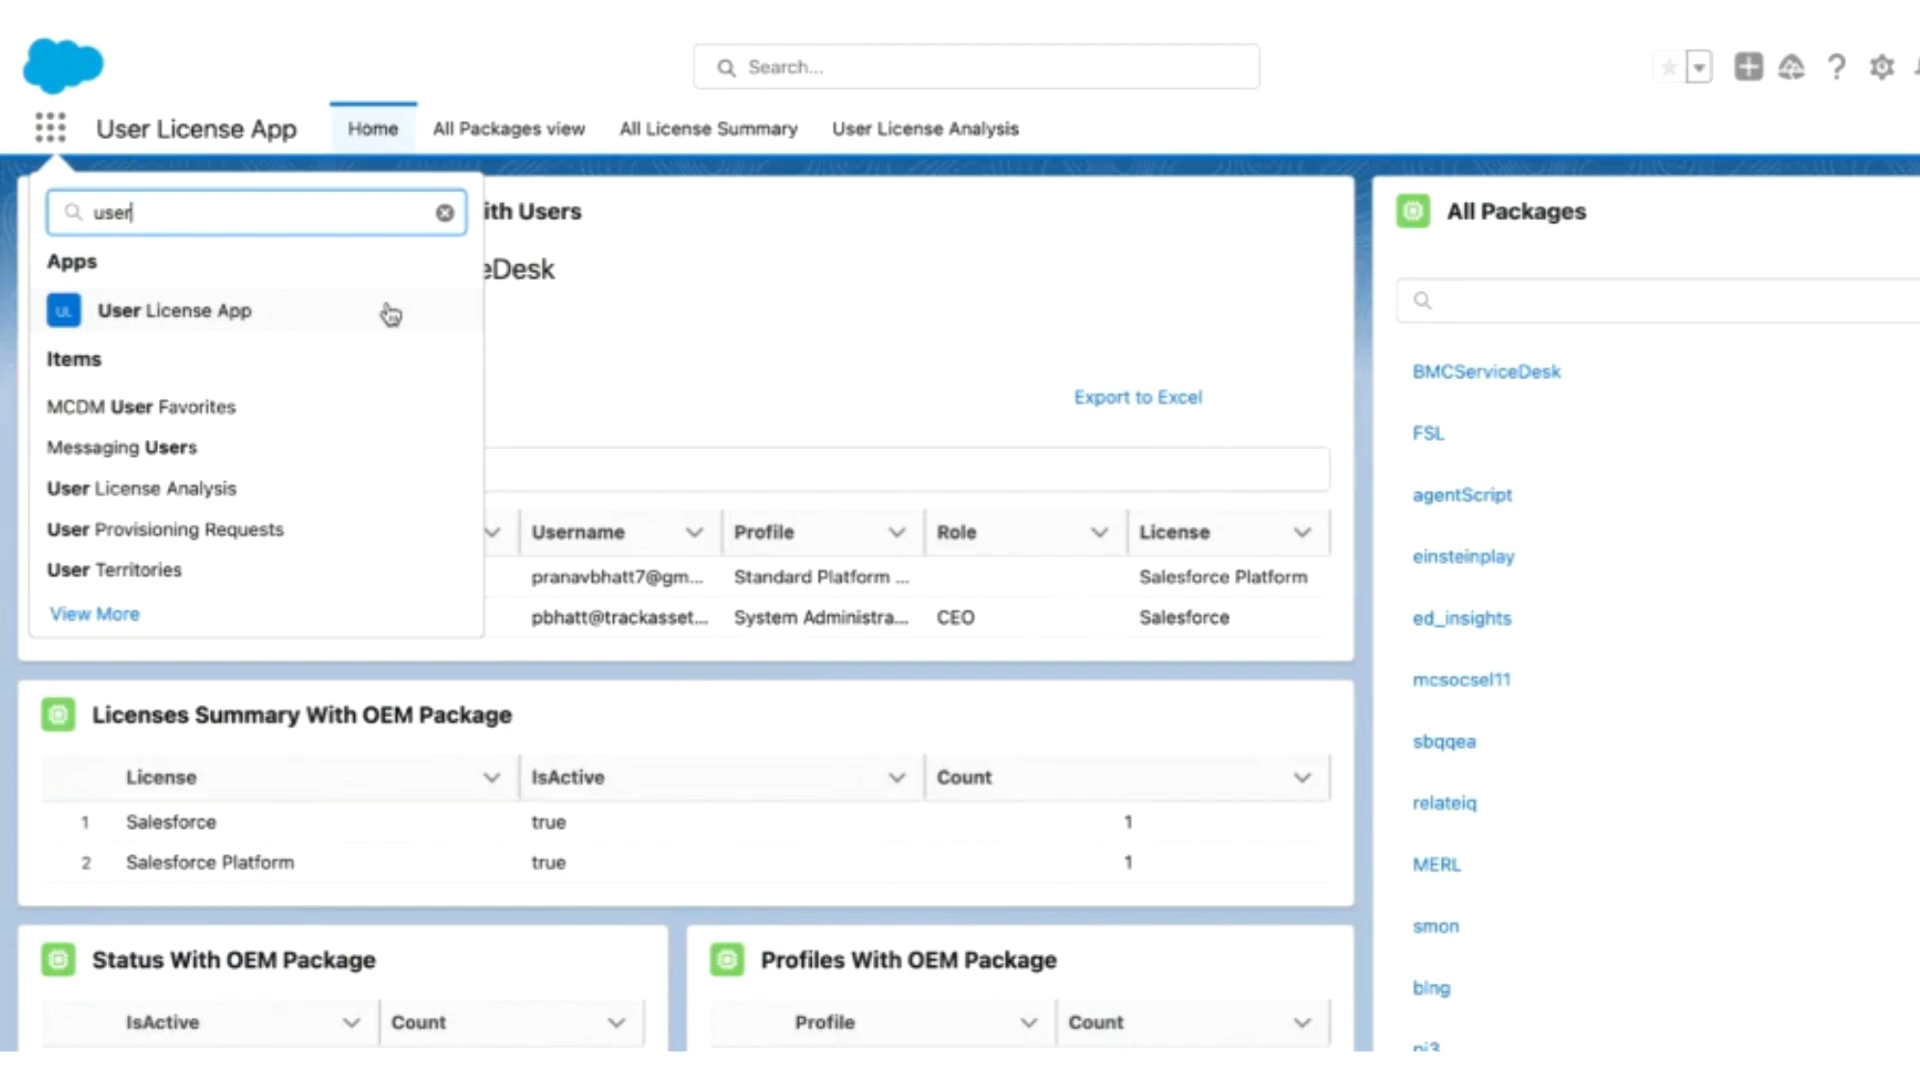 Search...
User License App
Home
All Packages view
All License Summary
User License Analysis
user
Apps
UL
User License App
Items
MCDM User Favorites
Messaging Users
User License Analysis
User Provisioning Requests
User Territories
View More
ith Users
eDesk
Export to Excel
Username Profile Role License
pranavbhatt7@gm... Standard Platform ... Salesforce Platform
pbhatt@trackasset... System Administra... CEO Salesforce
Licenses Summary With OEM Package
License IsActive Count
1 Salesforce true 1
2 Salesforce Platform true 1
Status With OEM Package
IsActive Count
Profiles With OEM Package
Profile Count
All Packages
BMCServiceDesk
FSL
agentScript
einsteinplay
ed_insights
mcsocsel11
sbqqea
relateiq
MERL
smon
blng